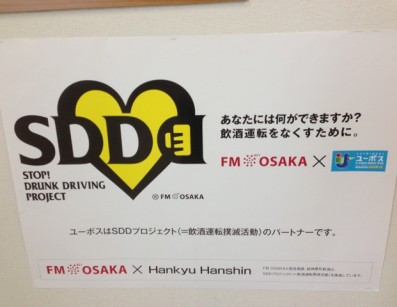 SDD
STOP!
DRUNK DRIVING
PROJECT
© FM OSAKA
あなたには何ができますか?
飲酒運転をなくすために。
FM OSAKA × ユーポス
ユーポスはSDDプロジェクト(=飲酒運転撲滅活動)のパートナーです。
FM OSAKA × Hankyu Hanshin